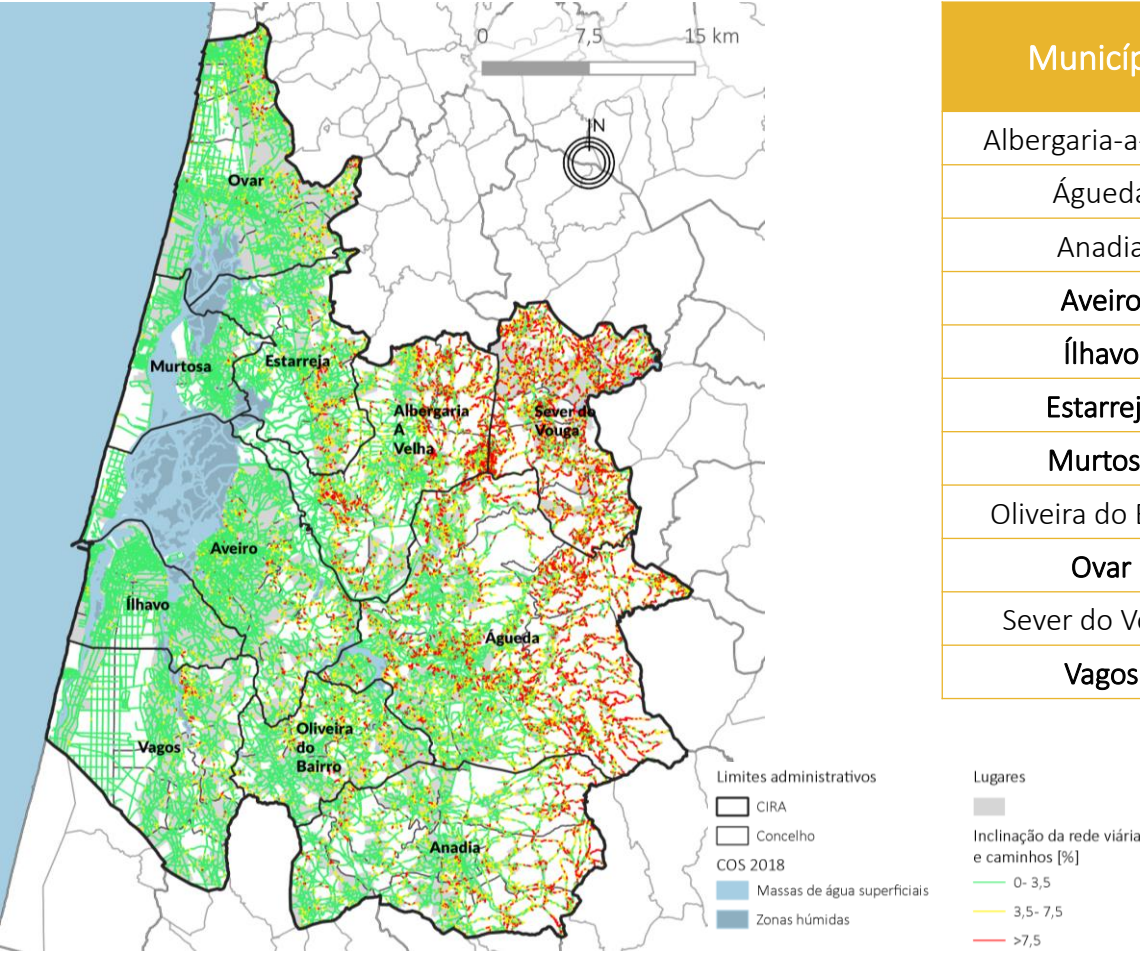 0 7,5 15 km
N
Ovar
Murtosa
Estarreja
Albergaria
A
Velha
Sever do
Vouga
Aveiro
Ílhavo
Águeda
Vagos
Oliveira
do
Bairro
Anadia
Municíp
Albergaria-a-
Águeda
Anadia
Aveiro
Ílhavo
Estarrej
Murtos
Oliveira do
Ovar
Sever do V
Vagos
Limites administrativos
CIRA
Concelho
COS 2018
Massas de água superficiais
Zonas húmidas
Lugares
Inclinação da rede viária
e caminhos [%]
0- 3,5
3,5- 7,5
>7,5